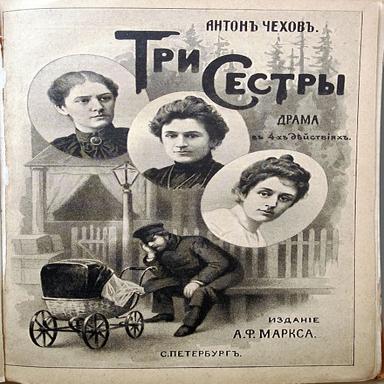 Антонъ Чеховъ.
Три Сестры
Драма
въ 4-хъ дѣйствіяхъ.
Изданіе
А.Ф. Маркса.
С.Петербургъ.